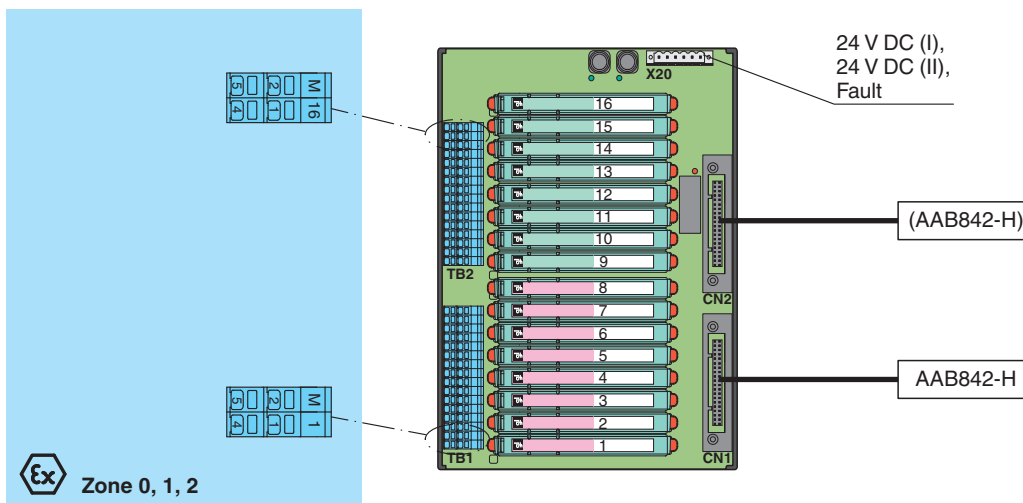 24 V DC (I),
24 V DC (II),
Fault
X20
5 2 M
4 1 16
16
15
14
13
12
11
10
9
8
7
6
5
4
3
2
1
TB2
CN2
(AAB842-H)
AAB842-H
5 2 M
4 1 1
TB1
CN1
Ex
Zone 0, 1, 2